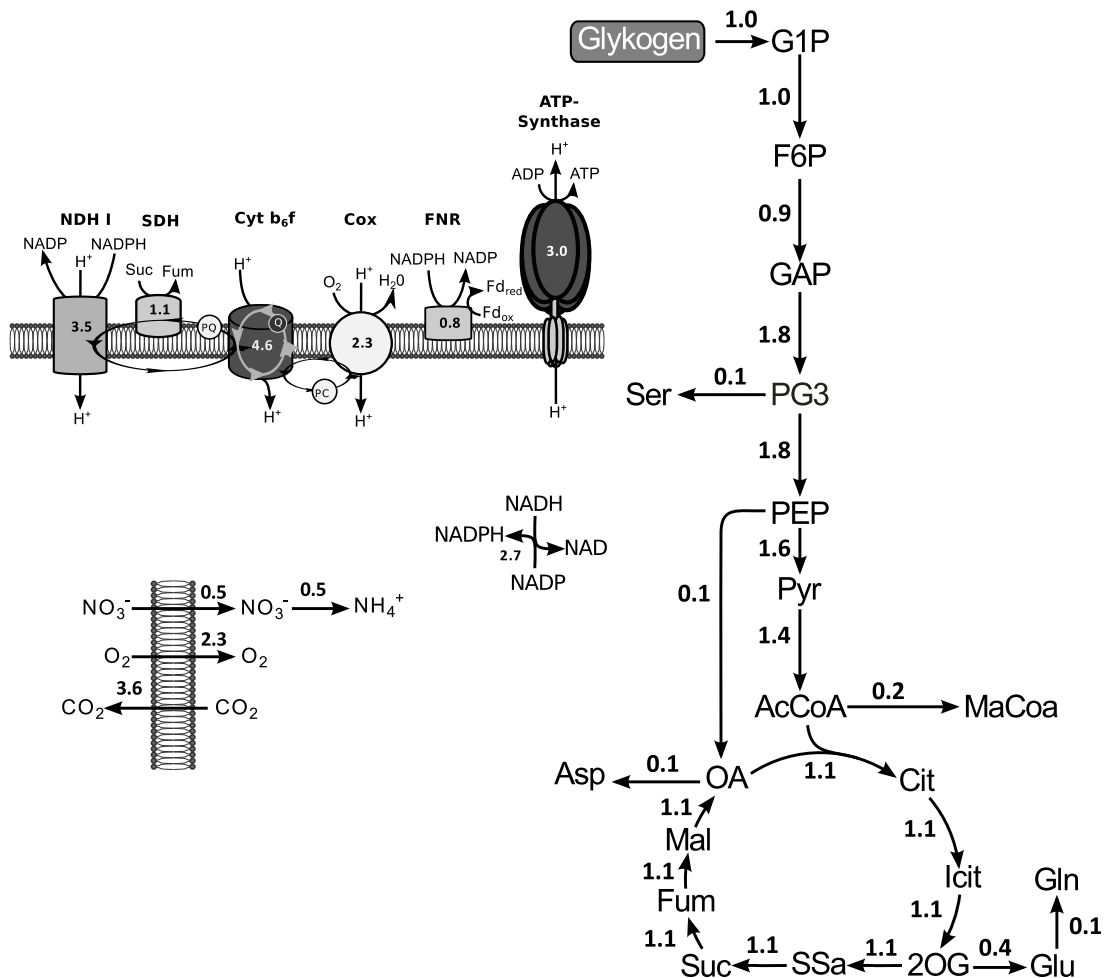 Glykogen
1.0
G1P
1.0
F6P
0.9
GAP
1.8
Ser
0.1
PG3
1.8
PEP
1.6
0.1
Pyr
1.4
AcCoA
0.2
MaCoa
Asp
0.1
OA
1.1
Cit
1.1
Icit
1.1
2OG
0.4
Glu
0.1
Gln
1.1
SSa
1.1
Suc
1.1
Fum
1.1
Mal
1.1
NDH I
NADP
NADPH
H+
3.5
H+
SDH
Suc
Fum
1.1
PQ
Cyt b6f
H+
Q
4.6
H+
PC
Cox
O2
H+
H20
2.3
H+
FNR
NADPH
NADP
Fdred
Fdox
0.8
ATP-
Synthase
H+
ADP
ATP
3.0
H+
NADH
NADPH
2.7
NAD
NADP
NO3-
0.5
NO3-
0.5
NH4+
O2
2.3
O2
CO2
3.6
CO2